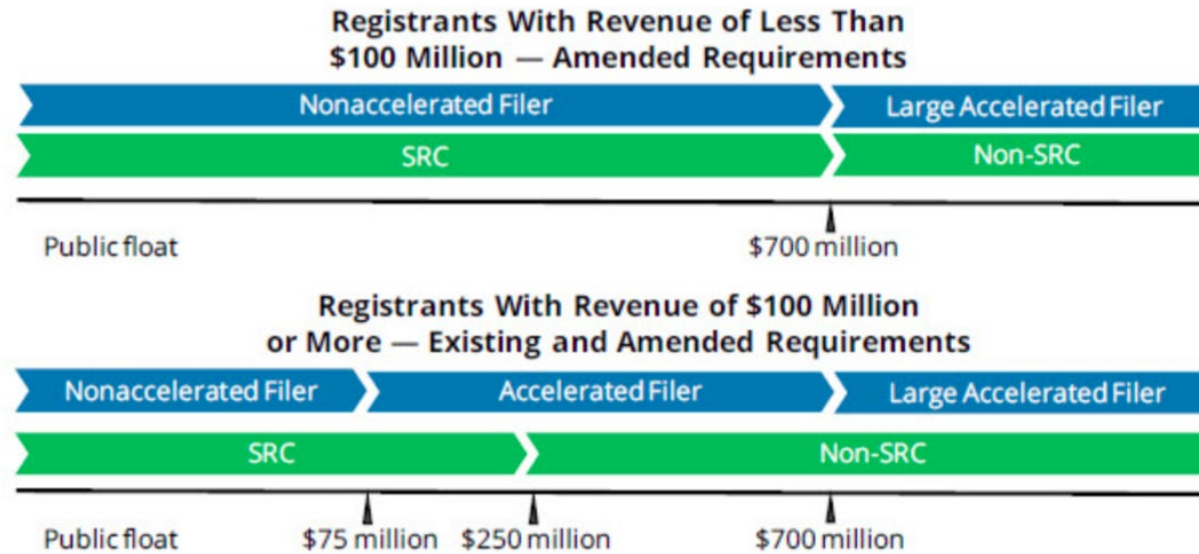 Registrants With Revenue of Less Than
$100 Million — Amended Requirements
Nonaccelerated Filer
Large Accelerated Filer
SRC
Non-SRC
Public float
$700 million
Registrants With Revenue of $100 Million
or More — Existing and Amended Requirements
Nonaccelerated Filer
Accelerated Filer
Large Accelerated Filer
SRC
Non-SRC
Public float
$75 million
$250 million
$700 million